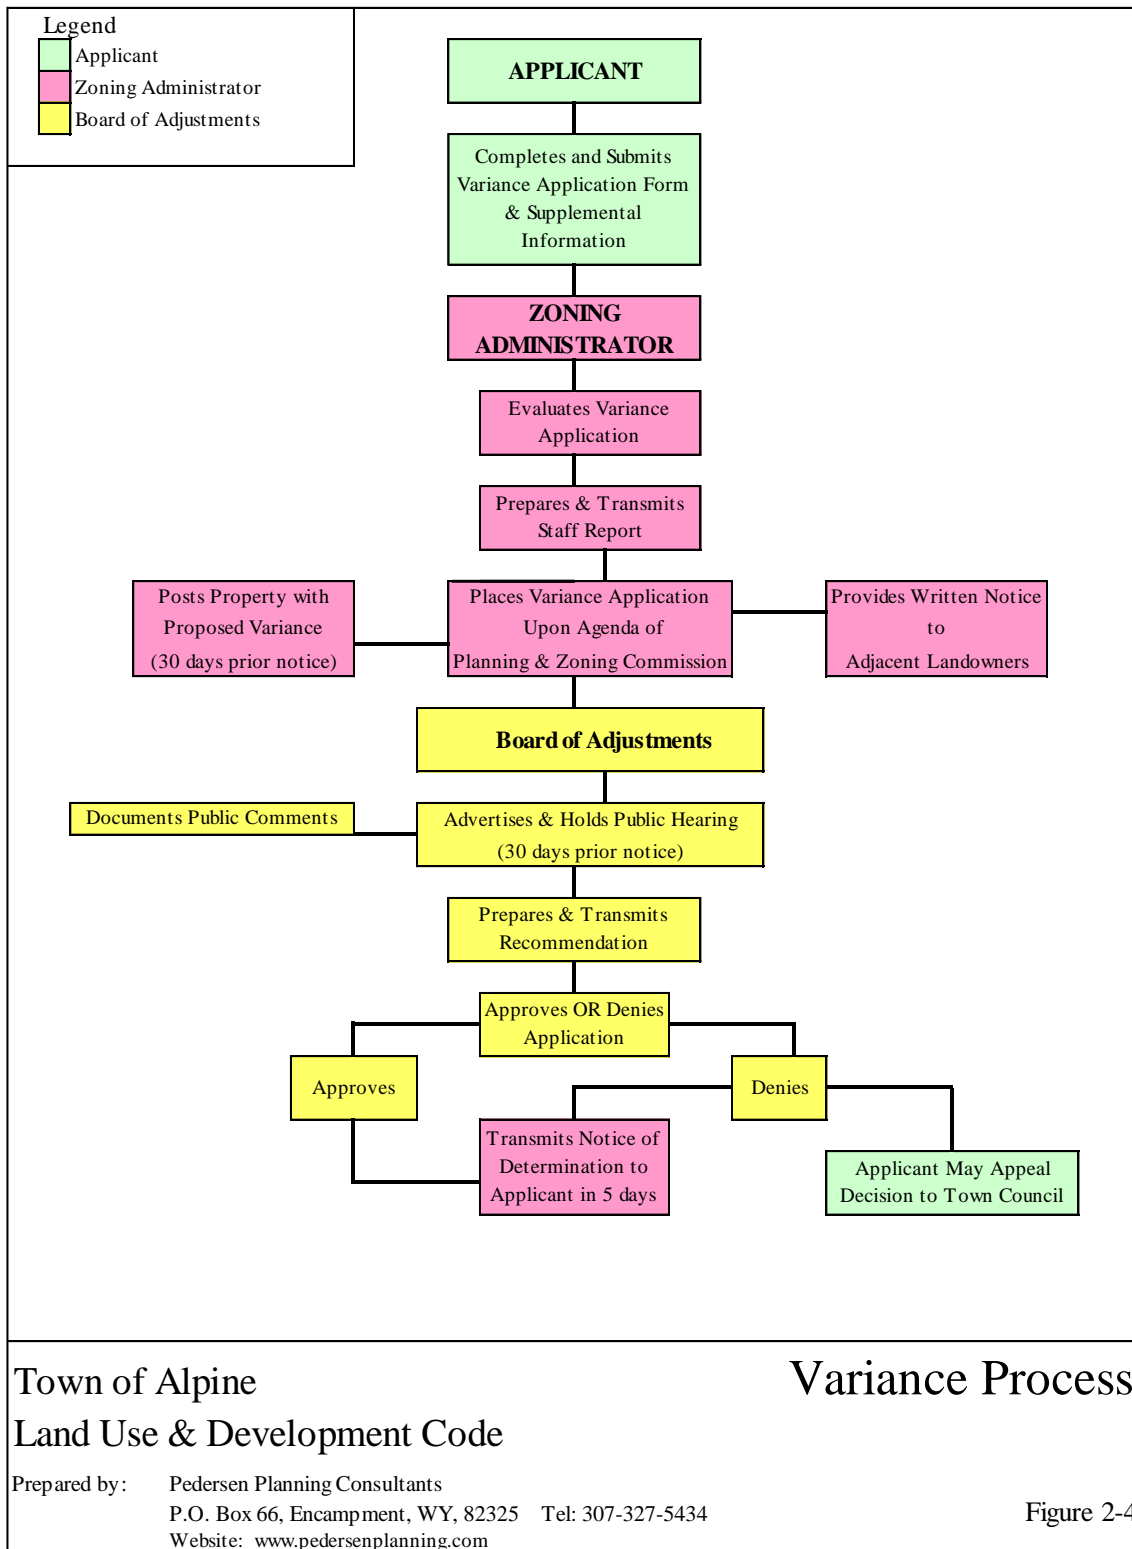 Legend
Applicant
Zoning Administrator
Board of Adjustments
APPLICANT
Completes and Submits
Variance Application Form
& Supplemental
Information
ZONING
ADMINISTRATOR
Evaluates Variance
Application
Prepares & Transmits
Staff Report
Posts Property with
Proposed Variance
(30 days prior notice)
Places Variance Application
Upon Agenda of
Planning & Zoning Commission
Provides Written Notice
to
Adjacent Landowners
Board of Adjustments
Documents Public Comments
Advertises & Holds Public Hearing
(30 days prior notice)
Prepares & Transmits
Recommendation
Approves OR Denies
Application
Approves
Denies
Transmits Notice of
Determination to
Applicant in 5 days
Applicant May Appeal
Decision to Town Council
Town of Alpine
Variance Process
Land Use & Development Code
Prepared by: Pedersen Planning Consultants
P.O. Box 66, Encampment, WY, 82325 Tel: 307-327-5434
Figure 2-4
Website: www.pedersenplanning.com